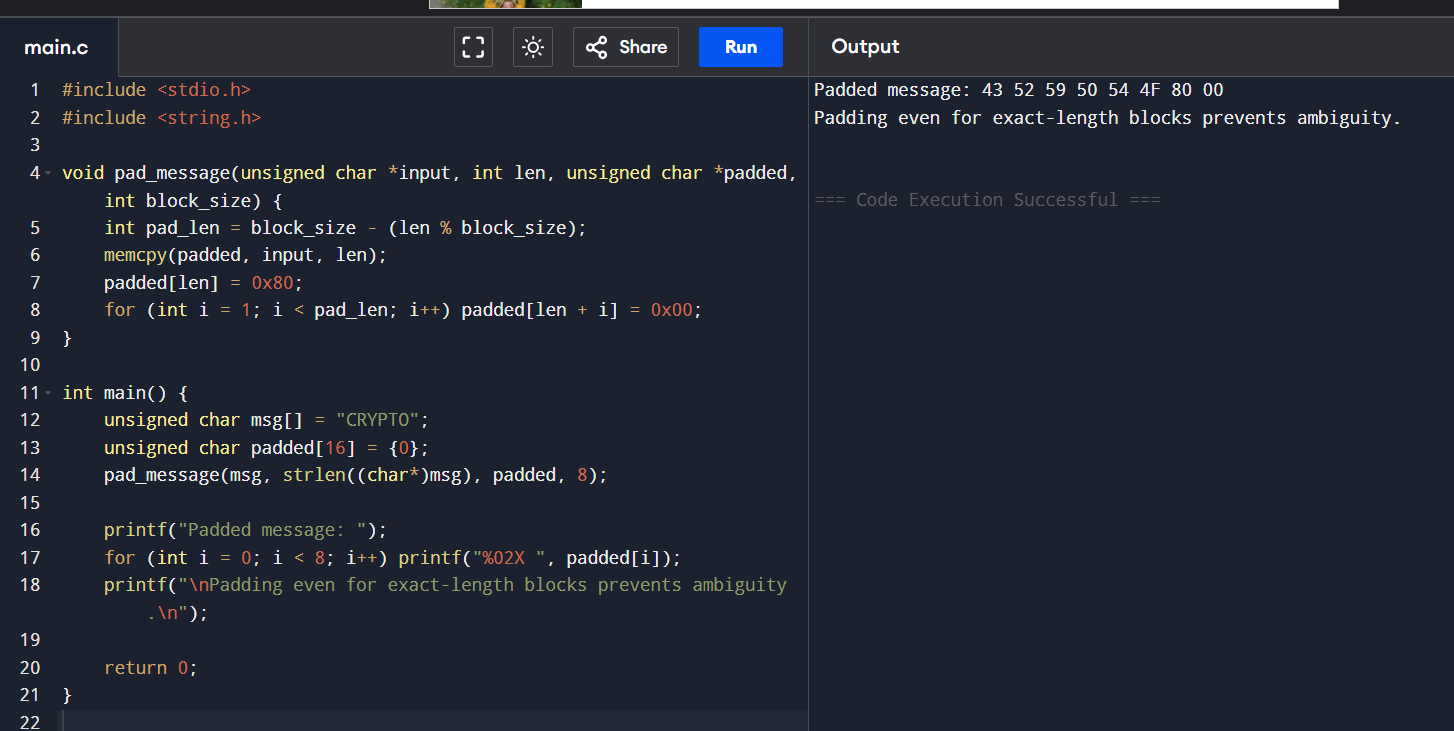 main.c
Share
Run
Output
1 #include <stdio.h>
2 #include <string.h>
3
4 void pad_message(unsigned char *input, int len, unsigned char *padded,
int block_size) {
5 int pad_len = block_size - (len % block_size);
6 memcpy(padded, input, len);
7 padded[len] = 0x80;
8 for (int i = 1; i < pad_len; i++) padded[len + i] = 0x00;
9 }
10
11 int main() {
12 unsigned char msg[] = "CRYPTO";
13 unsigned char padded[16] = {0};
14 pad_message(msg, strlen((char*)msg), padded, 8);
15
16 printf("Padded message: ");
17 for (int i = 0; i < 8; i++) printf("%02X ", padded[i]);
18 printf("\nPadding even for exact-length blocks prevents ambiguity
.\n");
19
20 return 0;
21 }
22
Padded message: 43 52 59 50 54 4F 80 00
Padding even for exact-length blocks prevents ambiguity.
=== Code Execution Successful ===